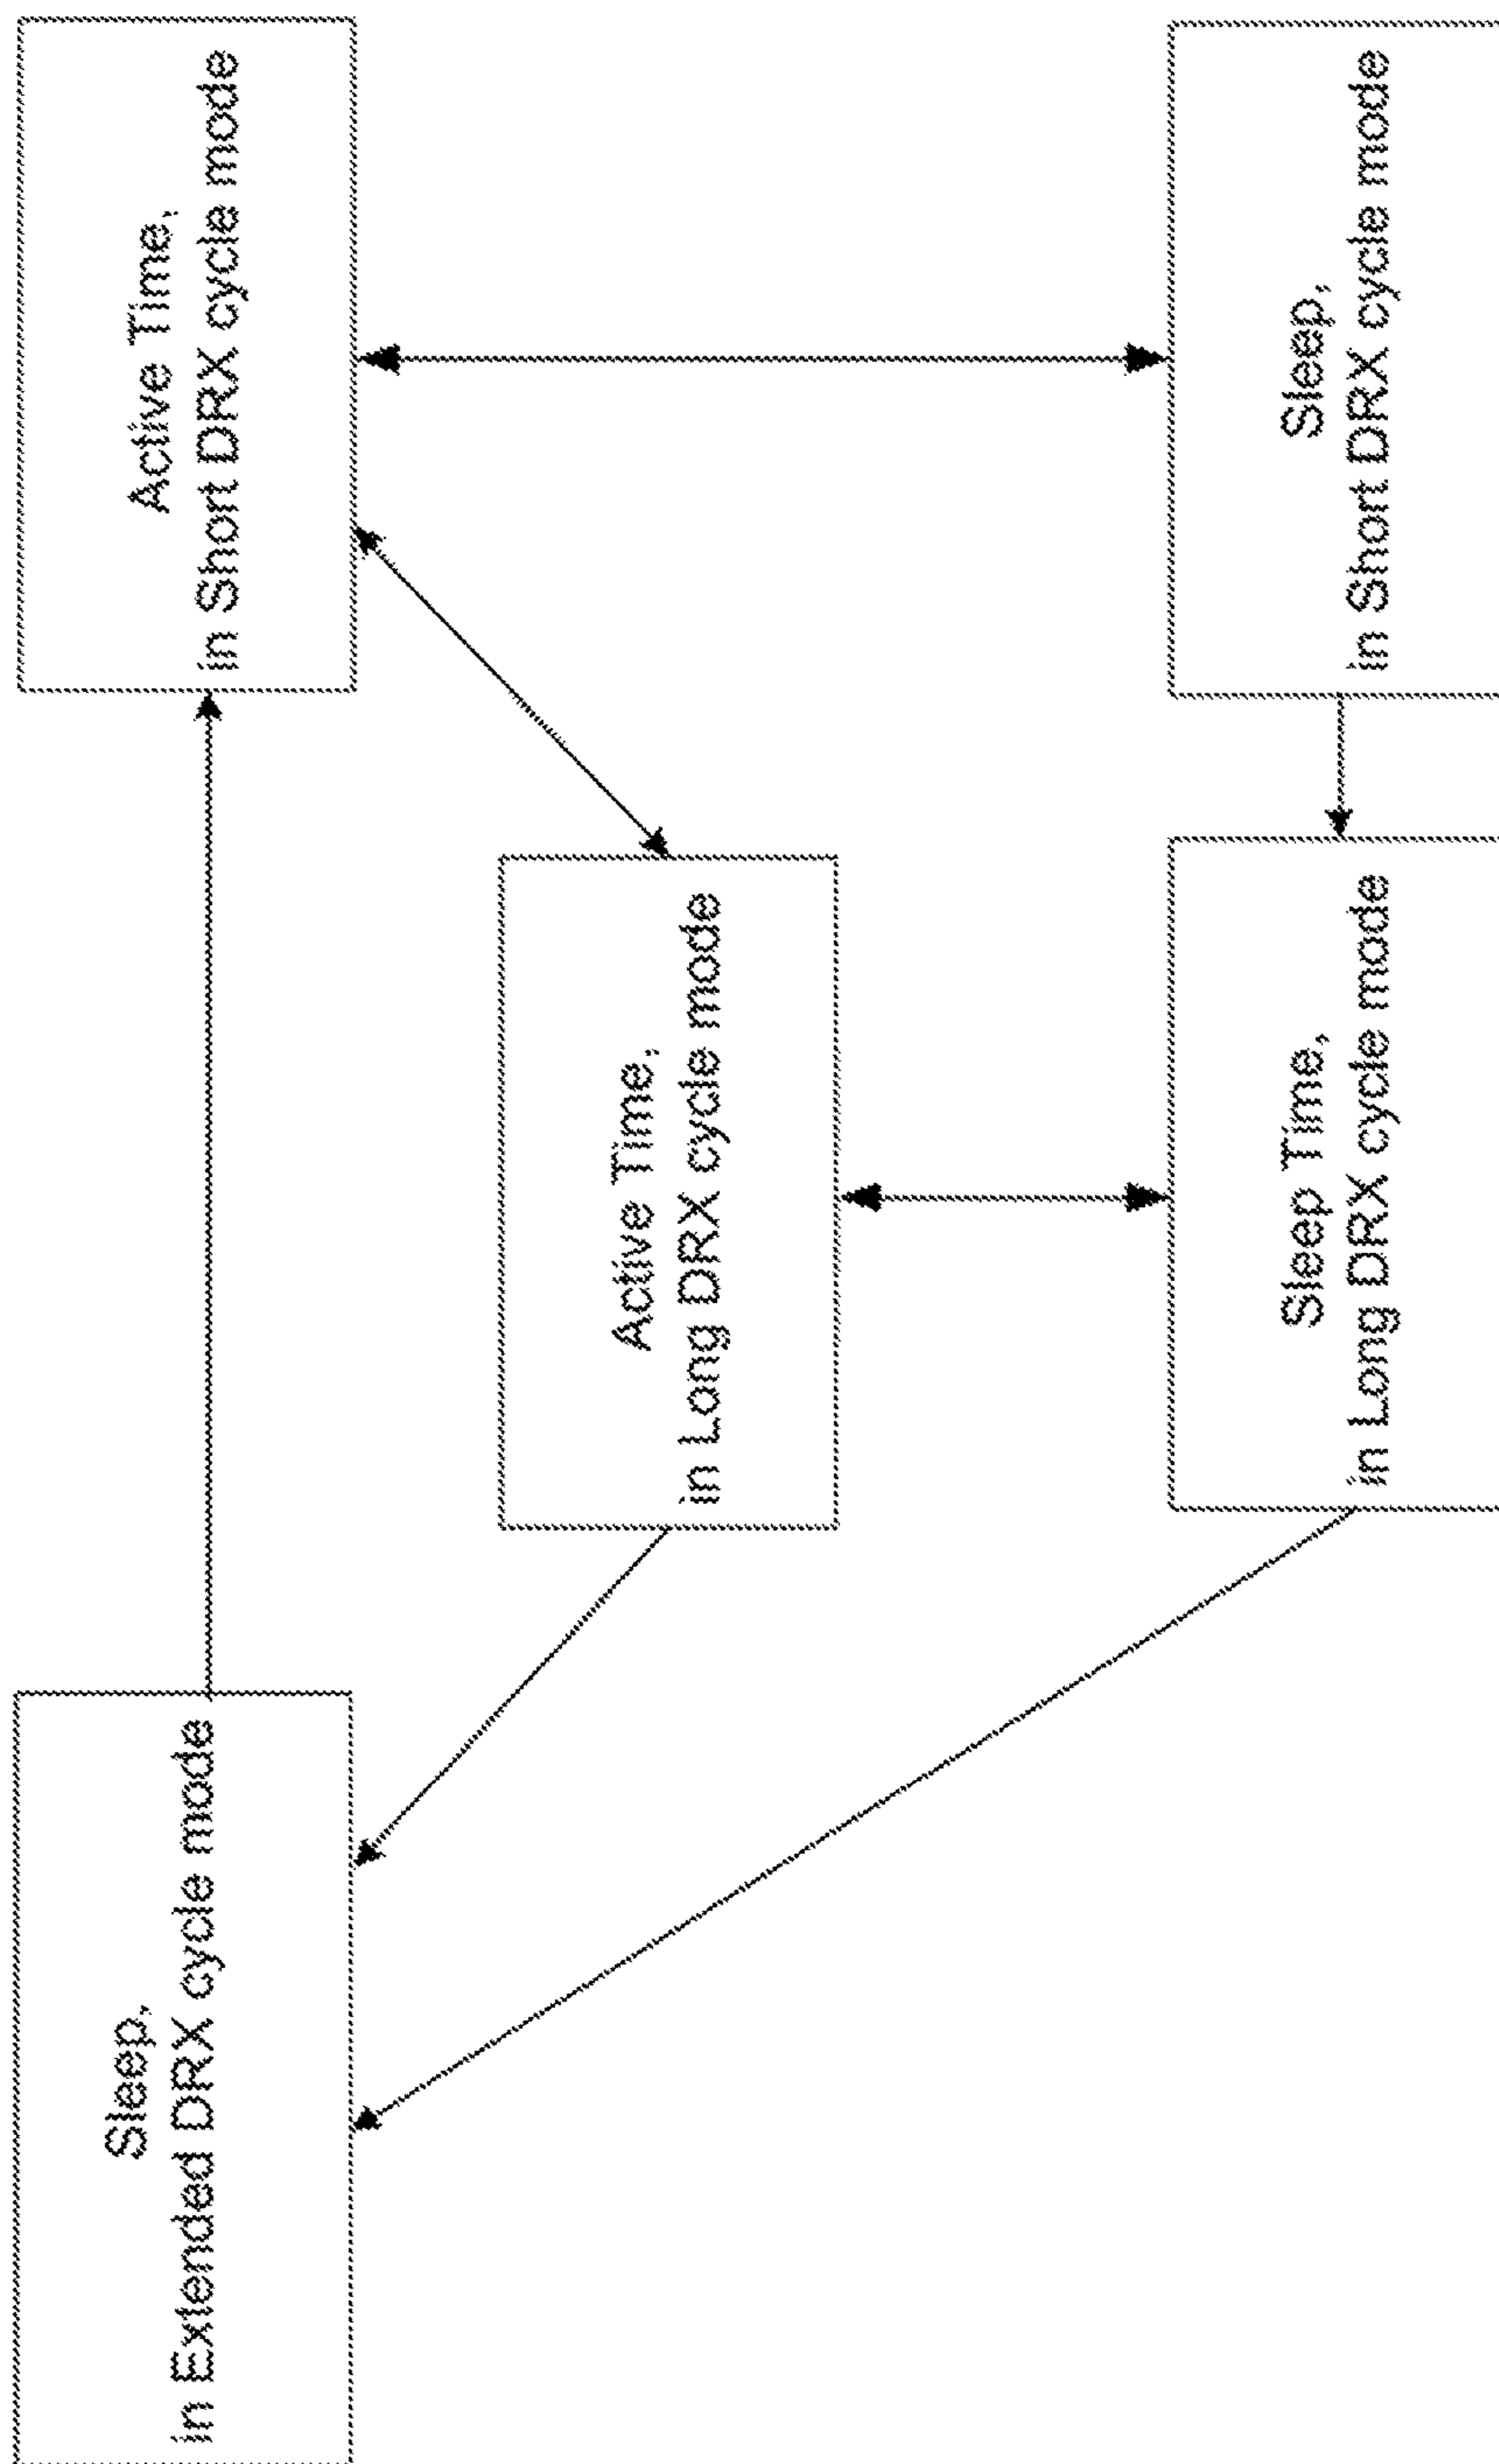 Sleep,
in Extended DRX cycle mode
Active Time,
in Short DRX cycle mode
Active Time,
in Long DRX cycle mode
Sleep Time,
in Long DRX cycle mode
Sleep,
in Short DRX cycle mode